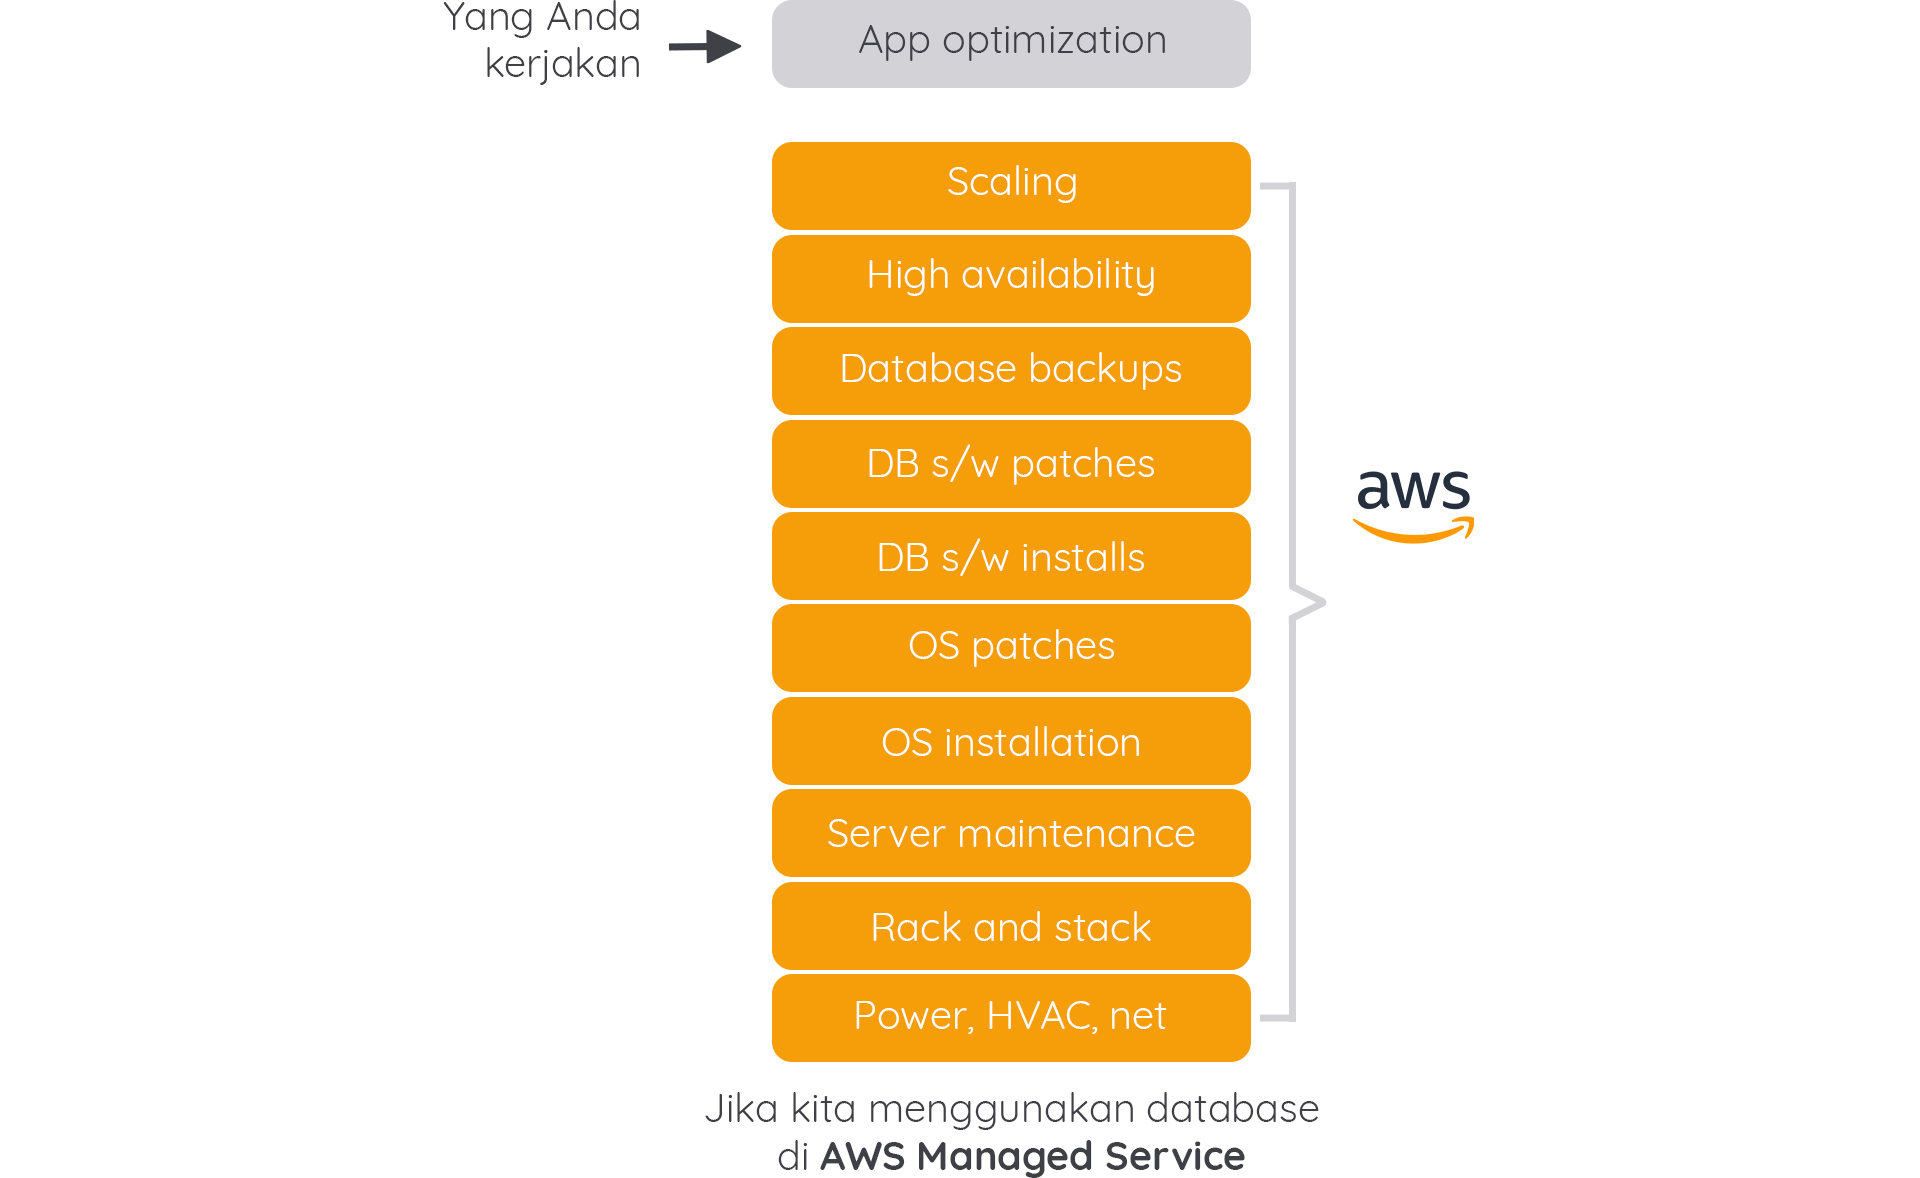 Yang Anda
kerjakan
App optimization
Scaling
High availability
Database backups
DB s/w patches
DB s/w installs
OS patches
OS installation
Server maintenance
Rack and stack
Power, HVAC, net
aws
Jika kita menggunakan database
di AWS Managed Service